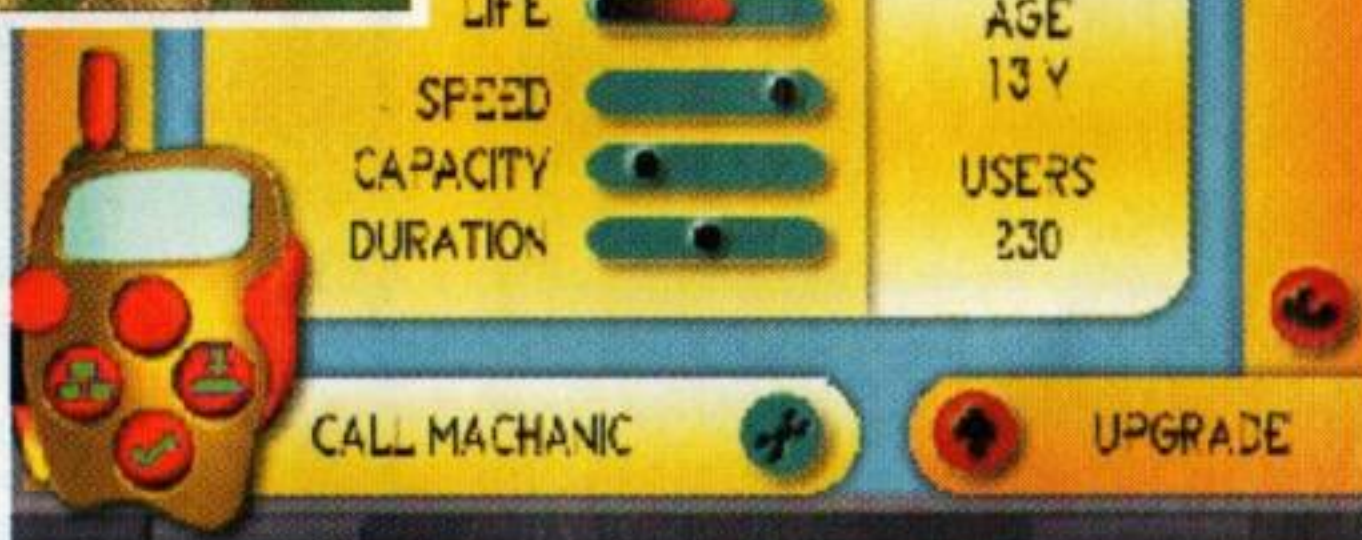 LIFE
SPEED
CAPACITY
DURATION
AGE
13 Y
USERS
230
CALL MACHANIC
UPGRADE